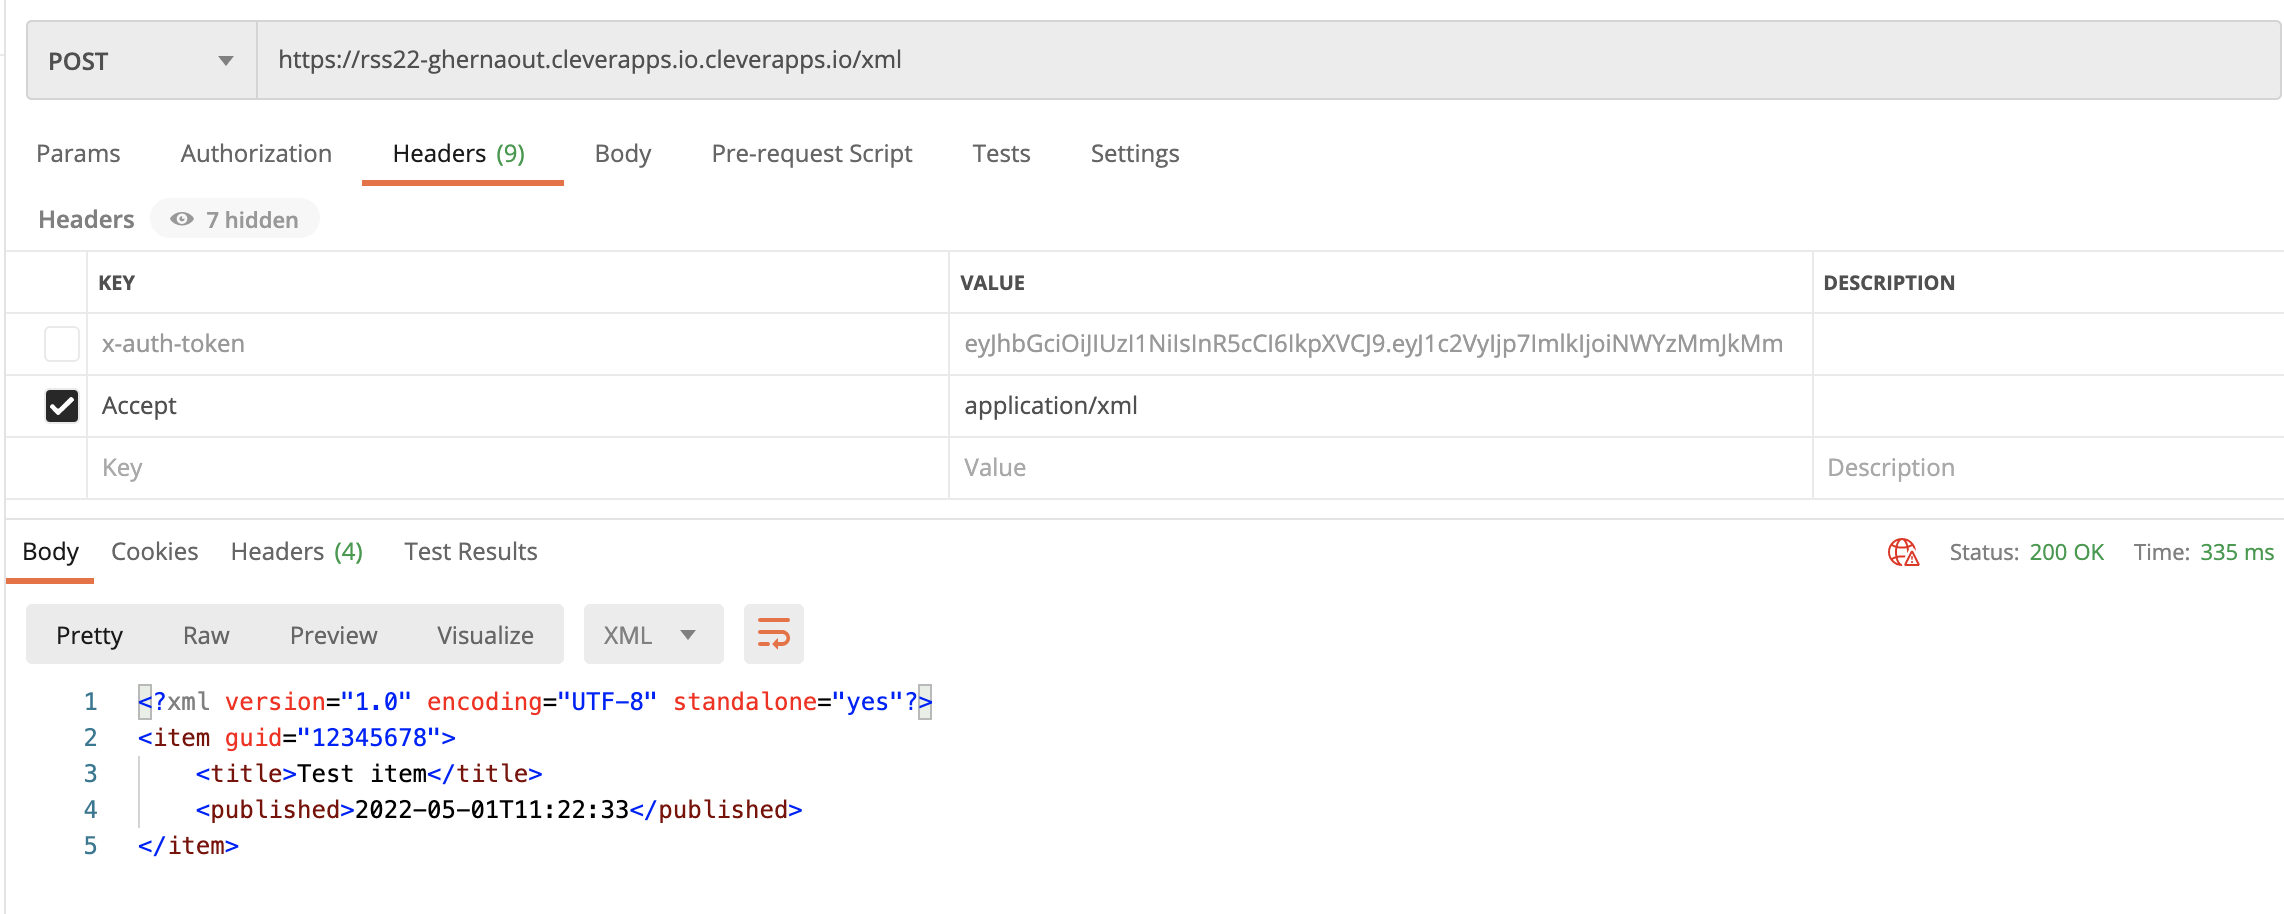 POST https://rss22-ghernaout.cleverapps.io.cleverapps.io/xml
Params Authorization Headers (9) Body Pre-request Script Tests Settings
Headers 7 hidden
KEY VALUE DESCRIPTION
x-auth-token eyJhbGciOiJIUzI1NiIsInR5cCI6IkpXVCJ9.eyJ1c2VyIjp7ImlkIjoiNWYzMmJkMm
Accept application/xml
Key Value Description
Body Cookies Headers (4) Test Results Status: 200 OK Time: 335 ms
Pretty Raw Preview Visualize XML
1 <?xml version="1.0" encoding="UTF-8" standalone="yes"?>
2 <item guid="12345678">
3 <title>Test item</title>
4 <published>2022-05-01T11:22:33</published>
5 </item>